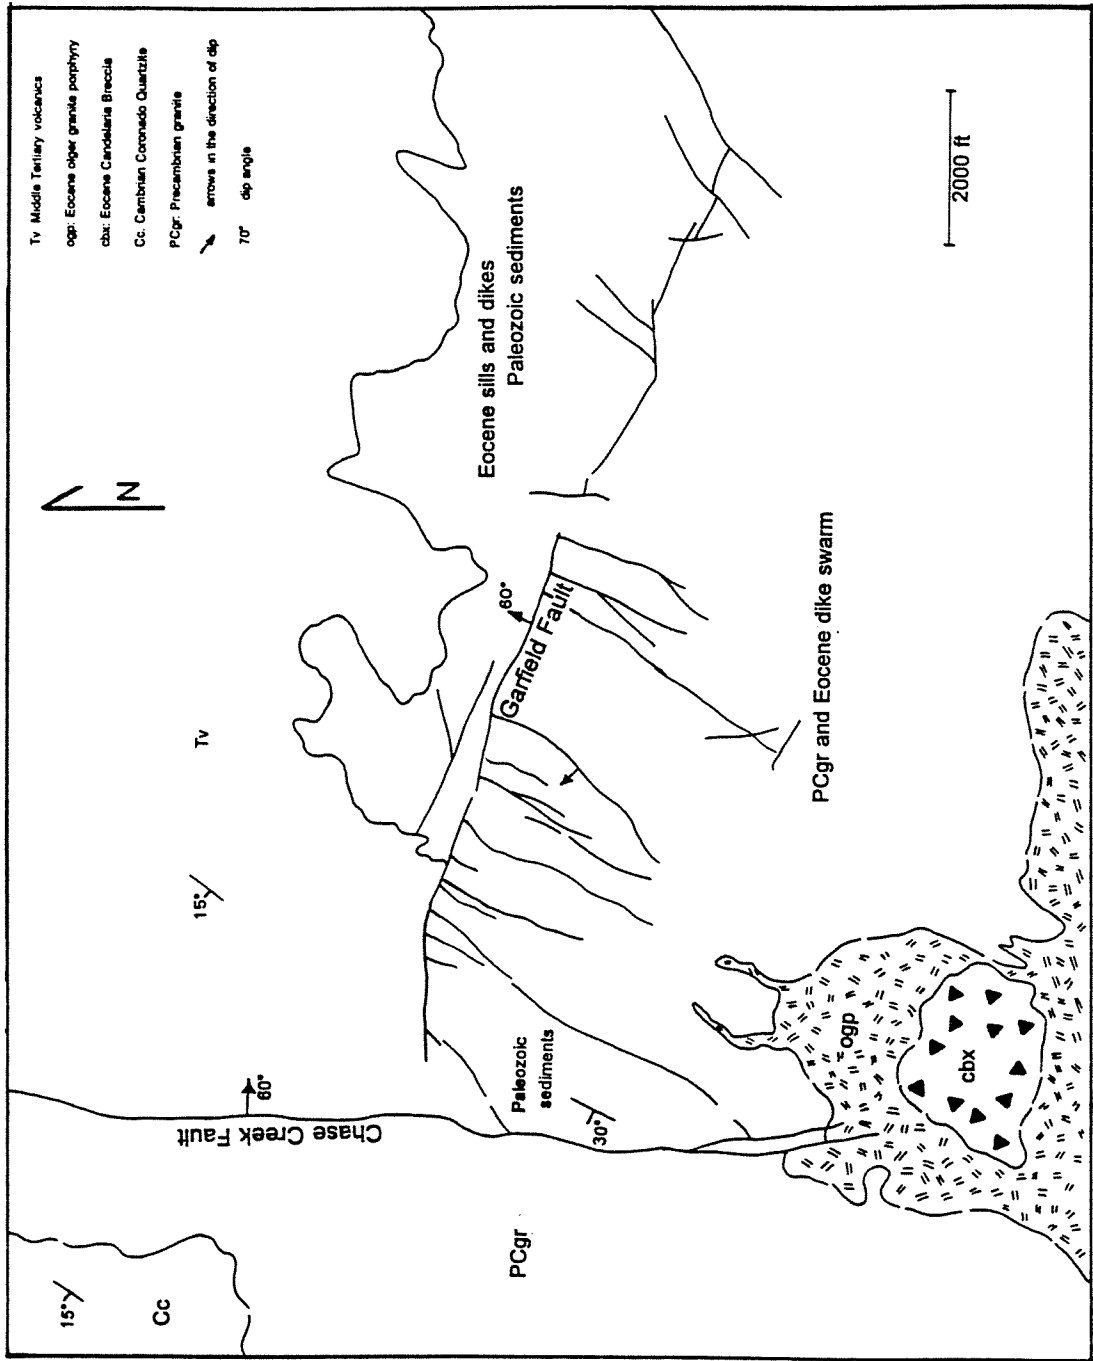 Tv Middle Tertiary volcanics
ogp: Eocene olger granite porphyry
cbx: Eocene Candelaria Breccia
Cc. Cambrian Coronado Quartzite
PCgr: Precambrian granite
arrows in the direction of dip
70° dip angle
N
Eocene sills and dikes
Paleozoic sediments
2000 ft
60°
Garfield Fault
Tv
15°
PCgr and Eocene dike swarm
60°
Chase Creek Fault
Paleozoic
sediments
30°
ogp
cbx
PCgr
15°
Cc